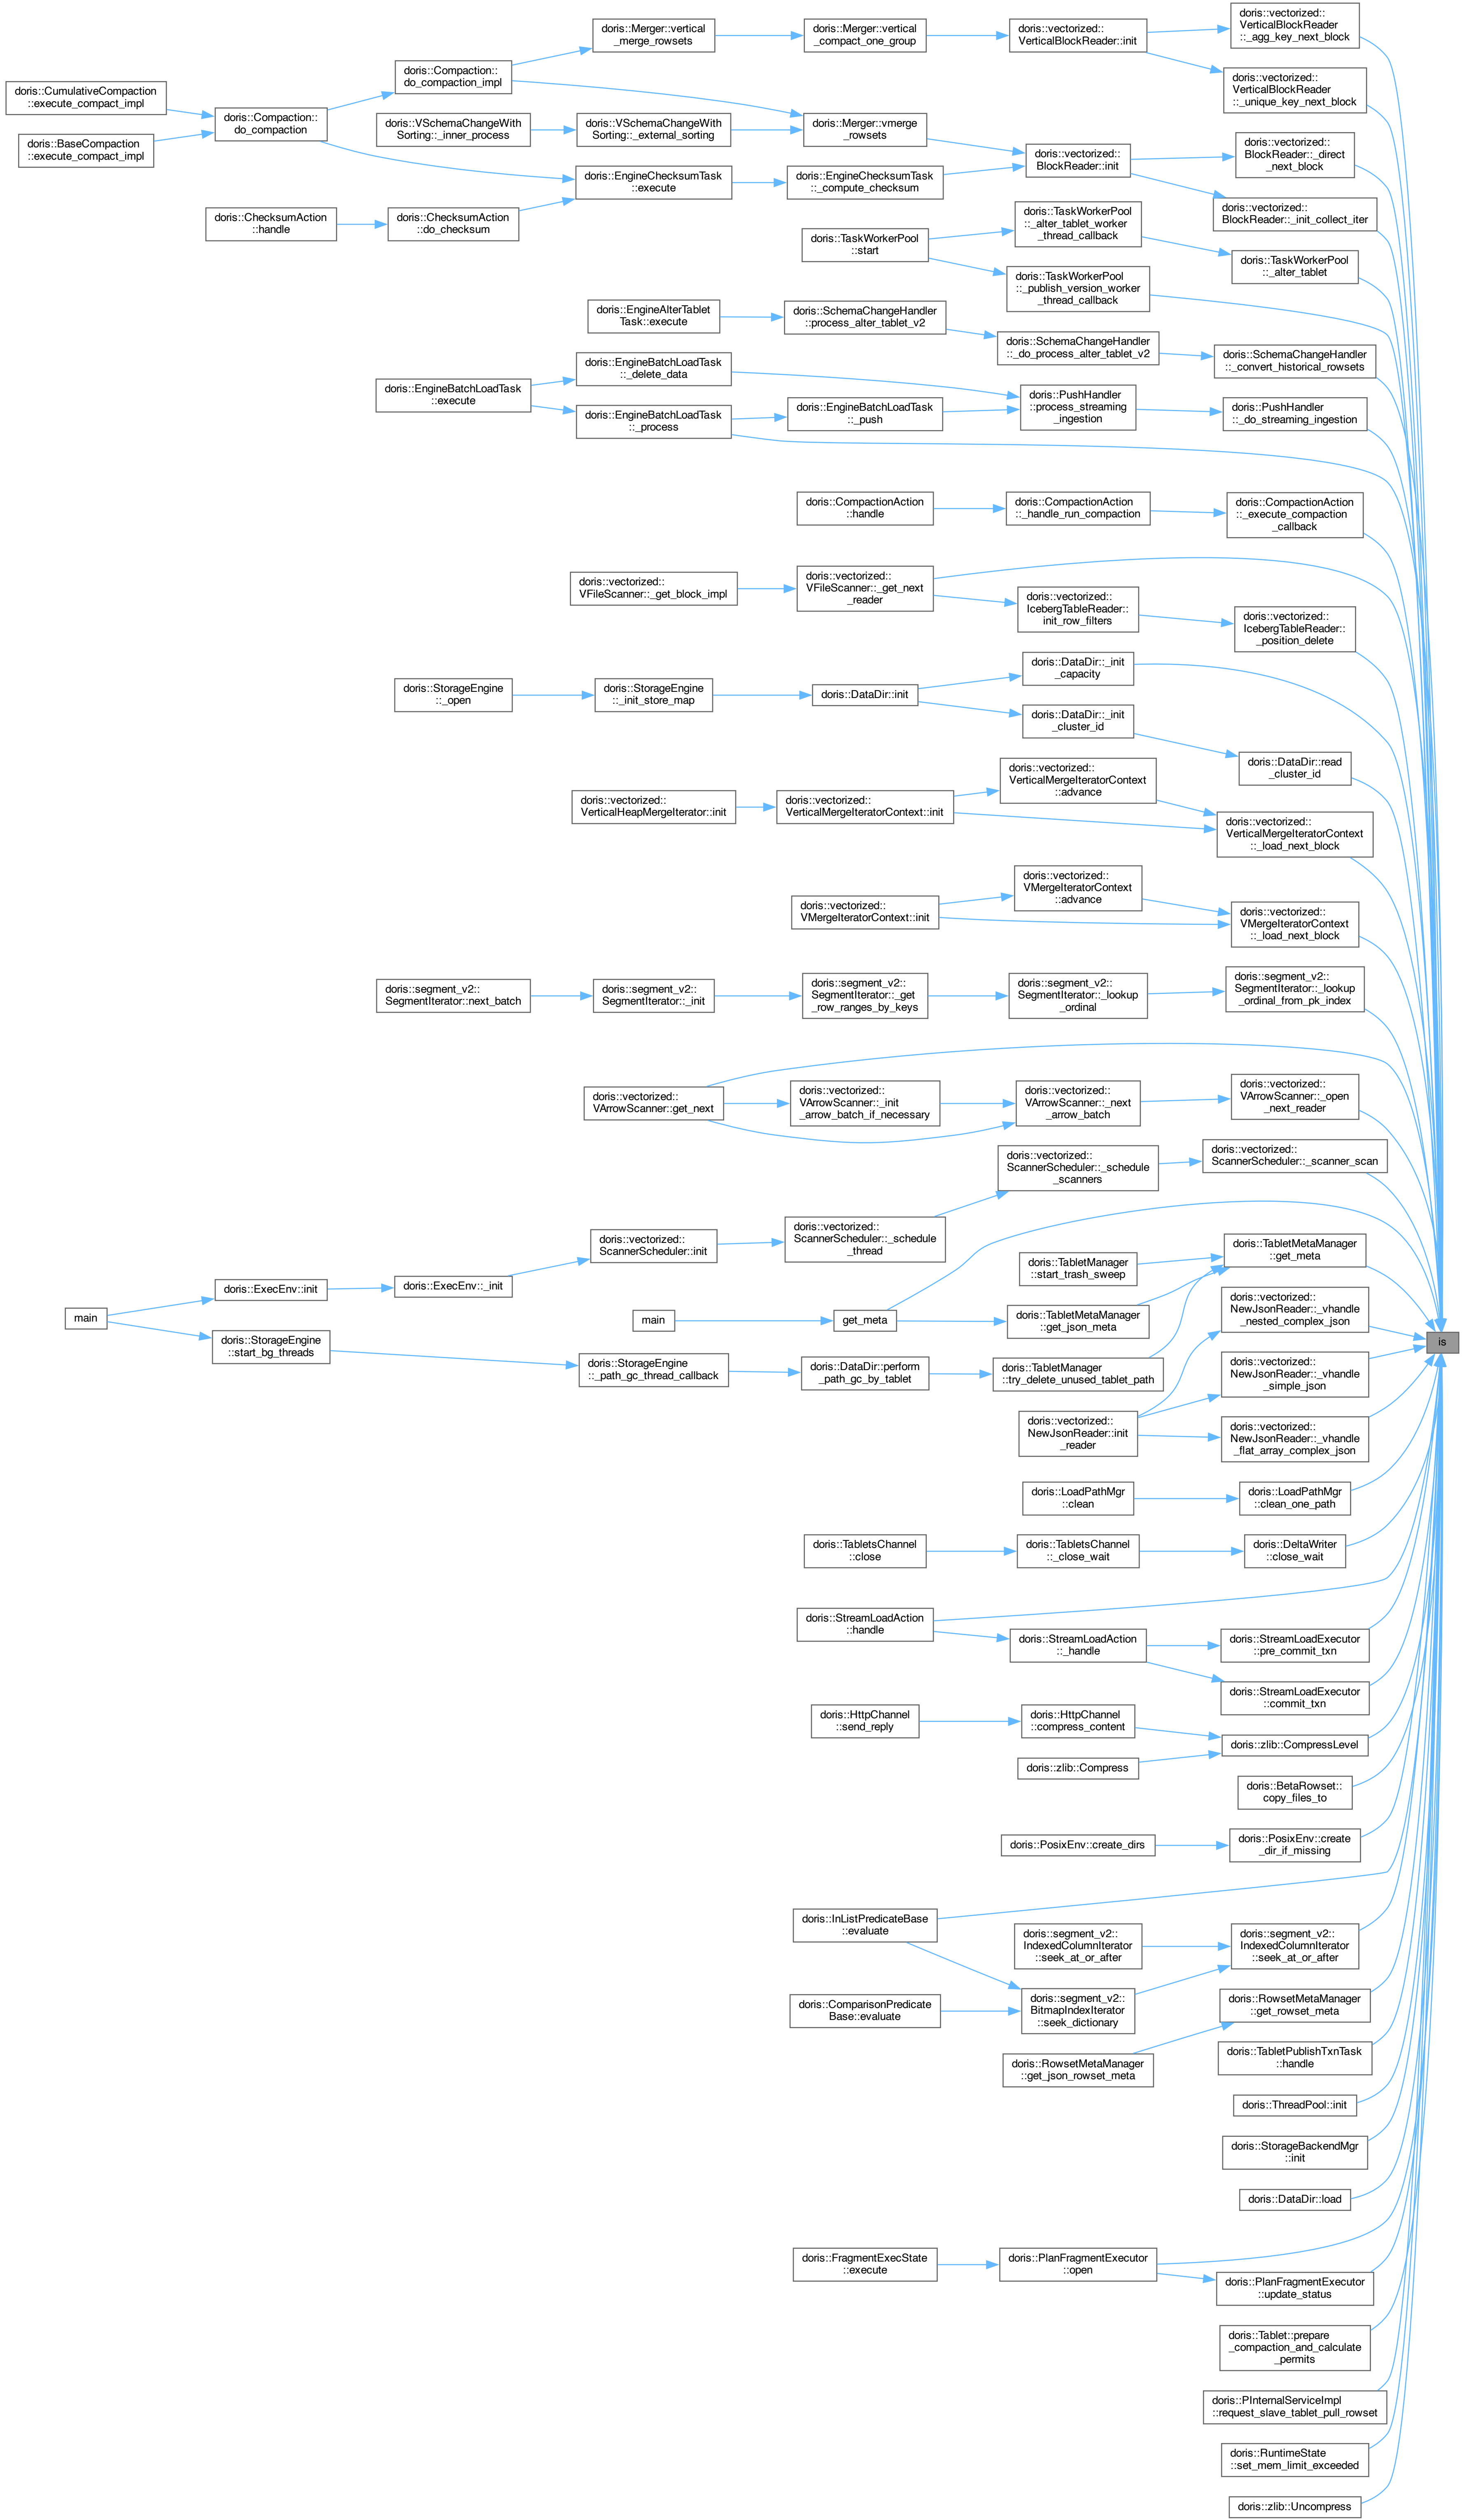 doris::vectorized::
VerticalBlockReader
::_agg_key_next_block
doris::Merger::vertical
_merge_rowsets
doris::Merger::vertical
_compact_one_group
doris::vectorized::
VerticalBlockReader::init
doris::Compaction::
do_compaction_impl
doris::vectorized::
VerticalBlockReader
::_unique_key_next_block
doris::CumulativeCompaction
::execute_compact_impl
doris::Compaction::
do_compaction
doris::VSchemaChangeWith
Sorting::_inner_process
doris::VSchemaChangeWith
Sorting::_external_sorting
doris::Merger::vmerge
_rowsets
doris::BaseCompaction
::execute_compact_impl
doris::vectorized::
BlockReader::init
doris::vectorized::
BlockReader::_direct
_next_block
doris::EngineChecksumTask
::execute
doris::EngineChecksumTask
::_compute_checksum
doris::ChecksumAction
::handle
doris::ChecksumAction
::do_checksum
doris::vectorized::
BlockReader::_init_collect_iter
doris::TaskWorkerPool
::start
doris::TaskWorkerPool
::_alter_tablet_worker
_thread_callback
doris::TaskWorkerPool
::_alter_tablet
doris::TaskWorkerPool
::_publish_version_worker
_thread_callback
doris::EngineAlterTablet
Task::execute
doris::SchemaChangeHandler
::process_alter_tablet_v2
doris::SchemaChangeHandler
::_do_process_alter_tablet_v2
doris::SchemaChangeHandler
::_convert_historical_rowsets
doris::EngineBatchLoadTask
::execute
doris::EngineBatchLoadTask
::_delete_data
doris::EngineBatchLoadTask
::_process
doris::EngineBatchLoadTask
::_push
doris::PushHandler
::process_streaming
_ingestion
doris::PushHandler
::_do_streaming_ingestion
doris::CompactionAction
::handle
doris::CompactionAction
::_handle_run_compaction
doris::CompactionAction
::_execute_compaction
_callback
doris::vectorized::
VFileScanner::_get_block_impl
doris::vectorized::
VFileScanner::_get_next
_reader
doris::vectorized::
IcebergTableReader::
init_row_filters
doris::vectorized::
IcebergTableReader::
_position_delete
doris::StorageEngine
::_open
doris::StorageEngine
::_init_store_map
doris::DataDir::init
doris::DataDir::_init
_capacity
doris::DataDir::_init
_cluster_id
doris::DataDir::read
_cluster_id
doris::vectorized::
VerticalHeapMergeIterator::init
doris::vectorized::
VerticalMergeIteratorContext::init
doris::vectorized::
VerticalMergeIteratorContext
::advance
doris::vectorized::
VerticalMergeIteratorContext
::_load_next_block
doris::vectorized::
VMergeIteratorContext::init
doris::vectorized::
VMergeIteratorContext
::advance
doris::vectorized::
VMergeIteratorContext
::_load_next_block
doris::segment_v2::
SegmentIterator::next_batch
doris::segment_v2::
SegmentIterator::_init
doris::segment_v2::
SegmentIterator::_get
_row_ranges_by_keys
doris::segment_v2::
SegmentIterator::_lookup
_ordinal
doris::segment_v2::
SegmentIterator::_lookup
_ordinal_from_pk_index
doris::vectorized::
VArrowScanner::get_next
doris::vectorized::
VArrowScanner::_init
_arrow_batch_if_necessary
doris::vectorized::
VArrowScanner::_next
_arrow_batch
doris::vectorized::
VArrowScanner::_open
_next_reader
doris::vectorized::
ScannerScheduler::_schedule
_scanners
doris::vectorized::
ScannerScheduler::_scanner_scan
main
doris::ExecEnv::init
doris::ExecEnv::_init
doris::vectorized::
ScannerScheduler::init
doris::vectorized::
ScannerScheduler::_schedule
_thread
doris::StorageEngine
::start_bg_threads
doris::StorageEngine
::_path_gc_thread_callback
doris::DataDir::perform
_path_gc_by_tablet
doris::TabletManager
::try_delete_unused_tablet_path
main
get_meta
doris::TabletManager
::start_trash_sweep
doris::TabletMetaManager
::get_json_meta
doris::TabletMetaManager
::get_meta
doris::vectorized::
NewJsonReader::_vhandle
_nested_complex_json
is
doris::vectorized::
NewJsonReader::_vhandle
_simple_json
doris::vectorized::
NewJsonReader::init
_reader
doris::vectorized::
NewJsonReader::_vhandle
_flat_array_complex_json
doris::LoadPathMgr
::clean
doris::LoadPathMgr
::clean_one_path
doris::TabletsChannel
::close
doris::TabletsChannel
::_close_wait
doris::DeltaWriter
::close_wait
doris::StreamLoadAction
::handle
doris::StreamLoadAction
::_handle
doris::StreamLoadExecutor
::pre_commit_txn
doris::StreamLoadExecutor
::commit_txn
doris::HttpChannel
::send_reply
doris::HttpChannel
::compress_content
doris::zlib::CompressLevel
doris::zlib::Compress
doris::BetaRowset::
copy_files_to
doris::PosixEnv::create_dirs
doris::PosixEnv::create
_dir_if_missing
doris::InListPredicateBase
::evaluate
doris::segment_v2::
IndexedColumnIterator
::seek_at_or_after
doris::segment_v2::
IndexedColumnIterator
::seek_at_or_after
doris::ComparisonPredicate
Base::evaluate
doris::segment_v2::
BitmapIndexIterator
::seek_dictionary
doris::RowsetMetaManager
::get_rowset_meta
doris::RowsetMetaManager
::get_json_rowset_meta
doris::TabletPublishTxnTask
::handle
doris::ThreadPool::init
doris::StorageBackendMgr
::init
doris::DataDir::load
doris::FragmentExecState
::execute
doris::PlanFragmentExecutor
::open
doris::PlanFragmentExecutor
::update_status
doris::Tablet::prepare
_compaction_and_calculate
_permits
doris::PInternalServiceImpl
::request_slave_tablet_pull_rowset
doris::RuntimeState
::set_mem_limit_exceeded
doris::zlib::Uncompress